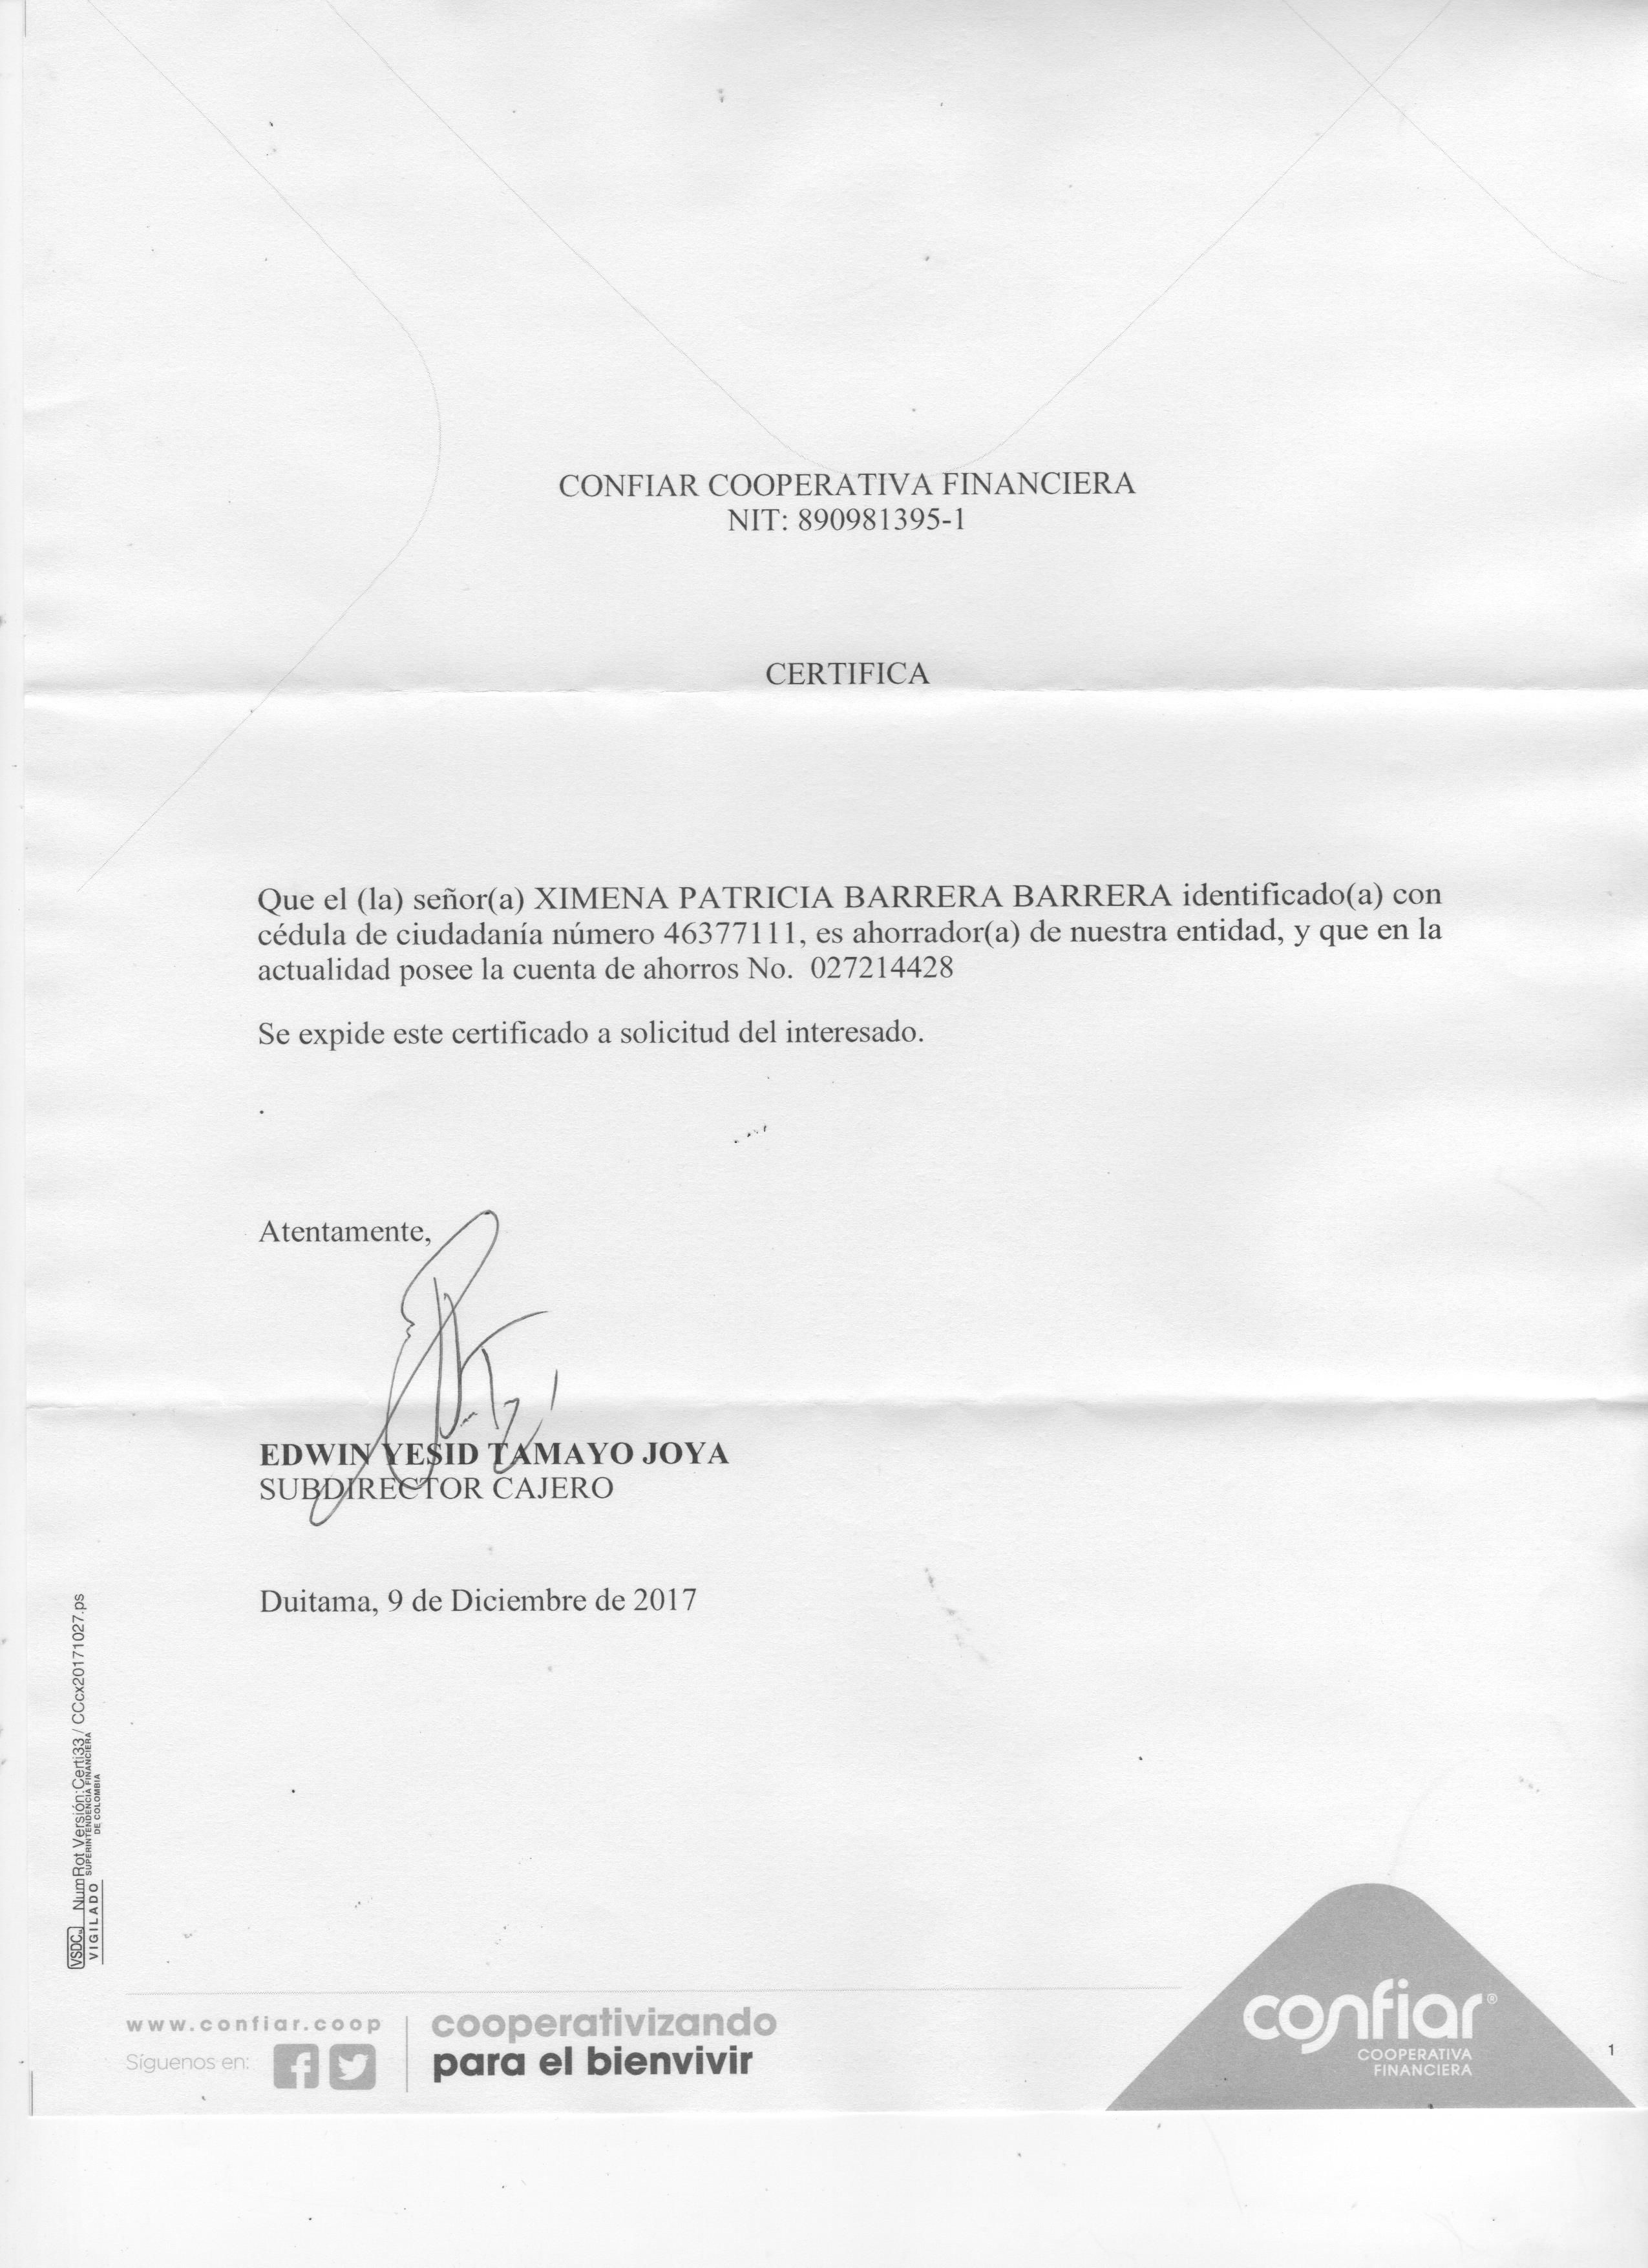 CONFIAR COOPERATIVA FINANCIERA
NIT: 890981395-1
CERTIFICA
Que el (la) señor(a) XIMENA PATRICIA BARRERA BARRERA identificado(a) con
cédula de ciudadanía número 46377111, es ahorrador(a) de nuestra entidad, y que en la
actualidad posee la cuenta de ahorros No. 027214428
Se expide este certificado a solicitud del interesado.
Atentamente,
EDWIN YESID TAMAYO JOYA
SUBDIRECTOR CAJERO
Duitama, 9 de Diciembre de 2017
VSDC. NumRot Versión:Certi33 / CCcx20171027.ps
VIGILADO SUPERINTENDENCIA FINANCIERA
DE COLOMBIA
www.confiar.coop
Síguenos en:
cooperativizando
para el bienvivir
confiar®
COOPERATIVA
FINANCIERA
1